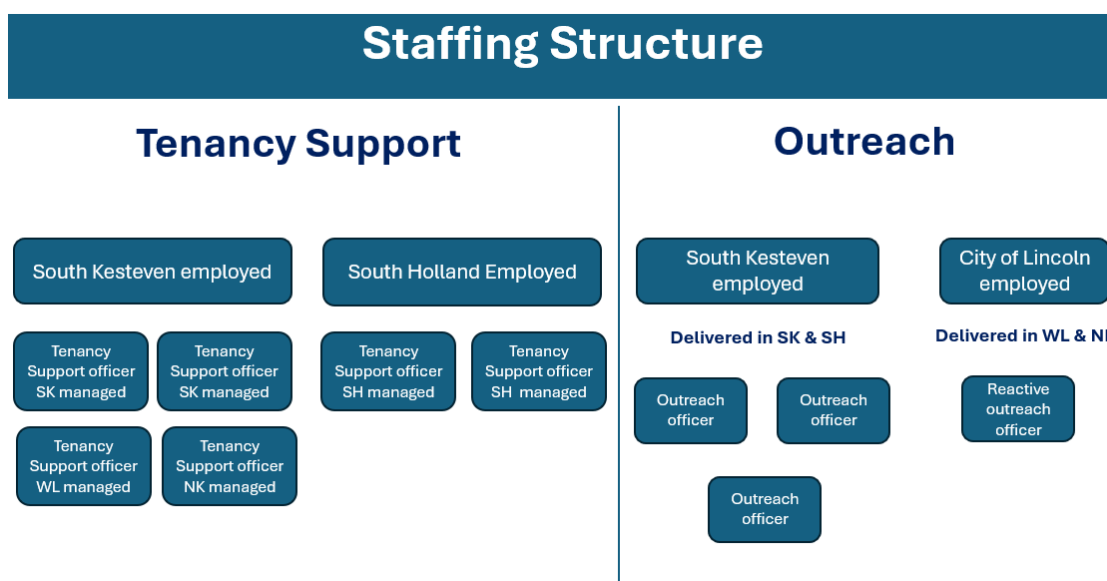 Staffing Structure
Tenancy Support
South Kesteven employed
South Holland Employed
Tenancy
Support officer
SK managed
Tenancy
Support officer
SK managed
Tenancy
Support officer
SH managed
Tenancy
Support officer
SH managed
Tenancy
Support officer
WL managed
Tenancy
Support officer
NK managed
Outreach
South Kesteven
employed
Delivered in SK & SH
Outreach
officer
Outreach
officer
Outreach
officer
City of Lincoln
employed
Delivered in WL &
Reactive
outreach
officer